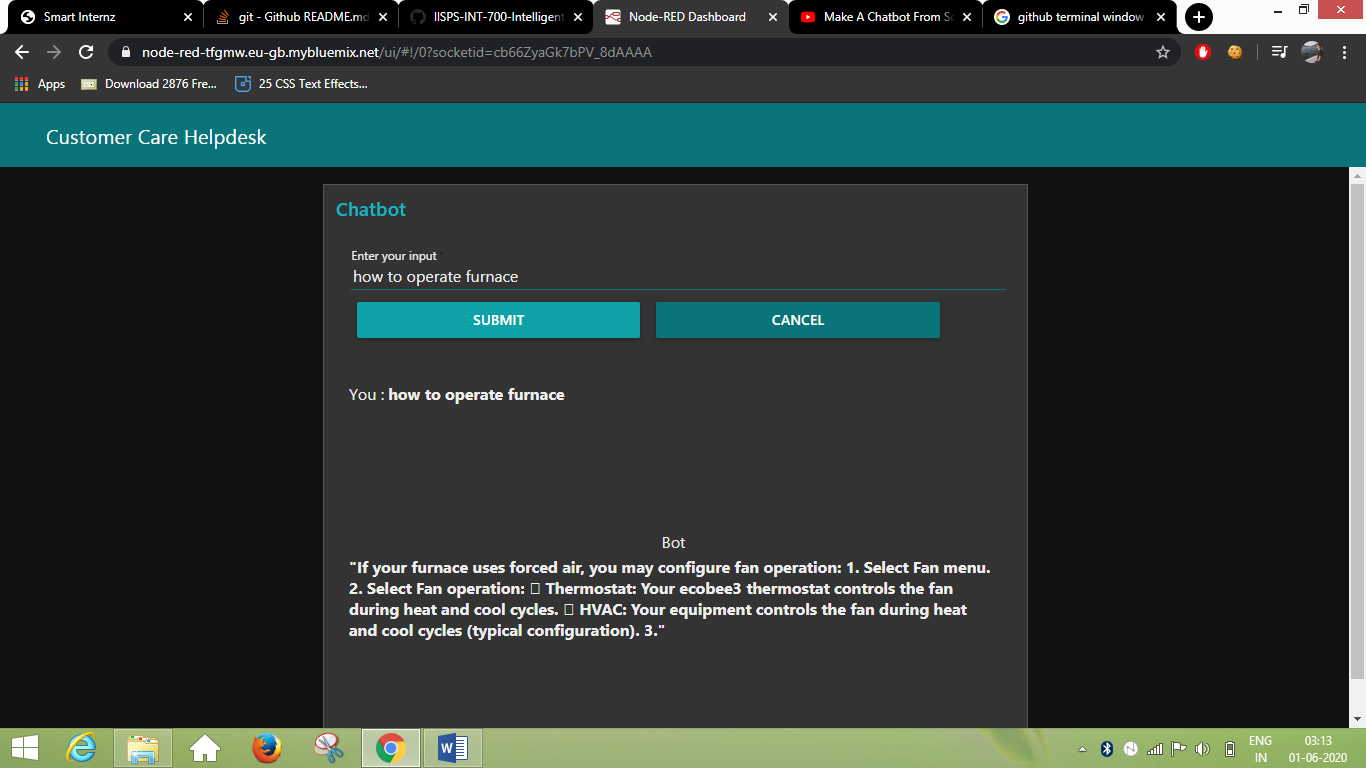 Smart Internz
git - Github README.md
IISPS-INT-700-Intelligent
Node-RED Dashboard
Make A Chatbot From Sc
github terminal window
node-red-tfgmw.eu-gb.mybluemix.net/ui/#!/0?socketid=cb66ZyaGk7bPV_8dAAAA
Apps
Download 2876 Fre...
25 CSS Text Effects...
Customer Care Helpdesk
Chatbot
Enter your input
how to operate furnace
SUBMIT
CANCEL
You : how to operate furnace
Bot
"If your furnace uses forced air, you may configure fan operation: 1. Select Fan menu.
2. Select Fan operation: ▯ Thermostat: Your ecobee3 thermostat controls the fan
during heat and cool cycles. ▯ HVAC: Your equipment controls the fan during heat
and cool cycles (typical configuration). 3."
ENG
IN
03:13
01-06-2020